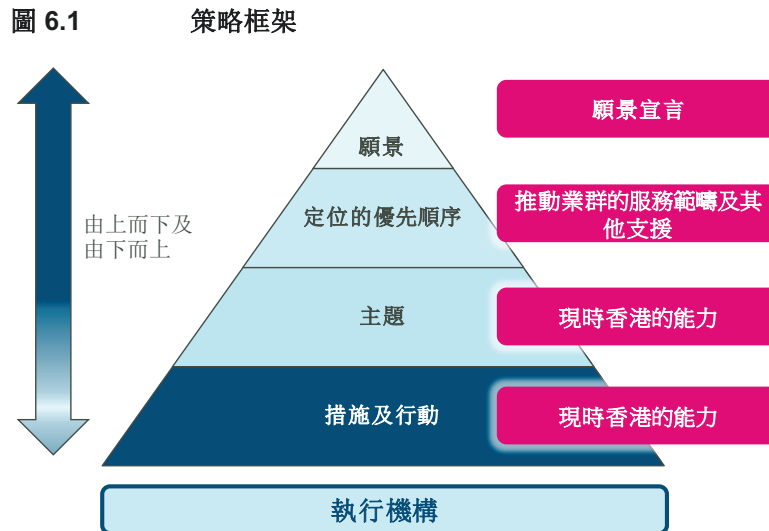 圖 6.1 策略框架
願景
願景宣言
定位的優先順序
推動業群的服務範疇及其
他支援
由上而下及
由下而上
主題
現時香港的能力
措施及行動
現時香港的能力
執行機構